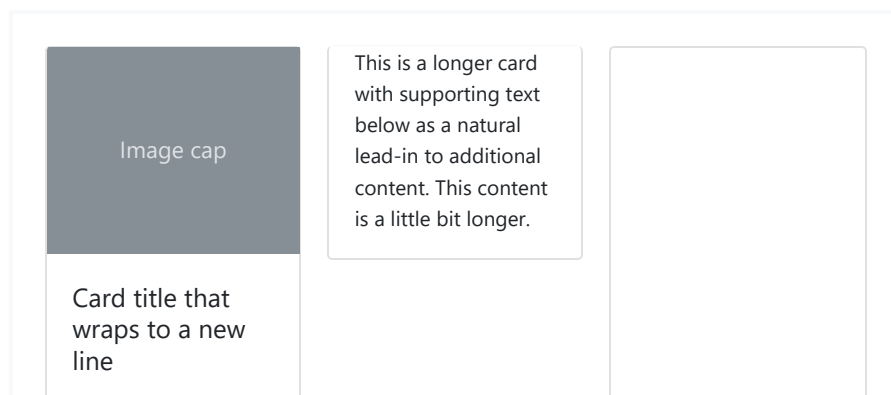 Image cap
Card title that
wraps to a new
line
This is a longer card
with supporting text
below as a natural
lead-in to additional
content. This content
is a little bit longer.